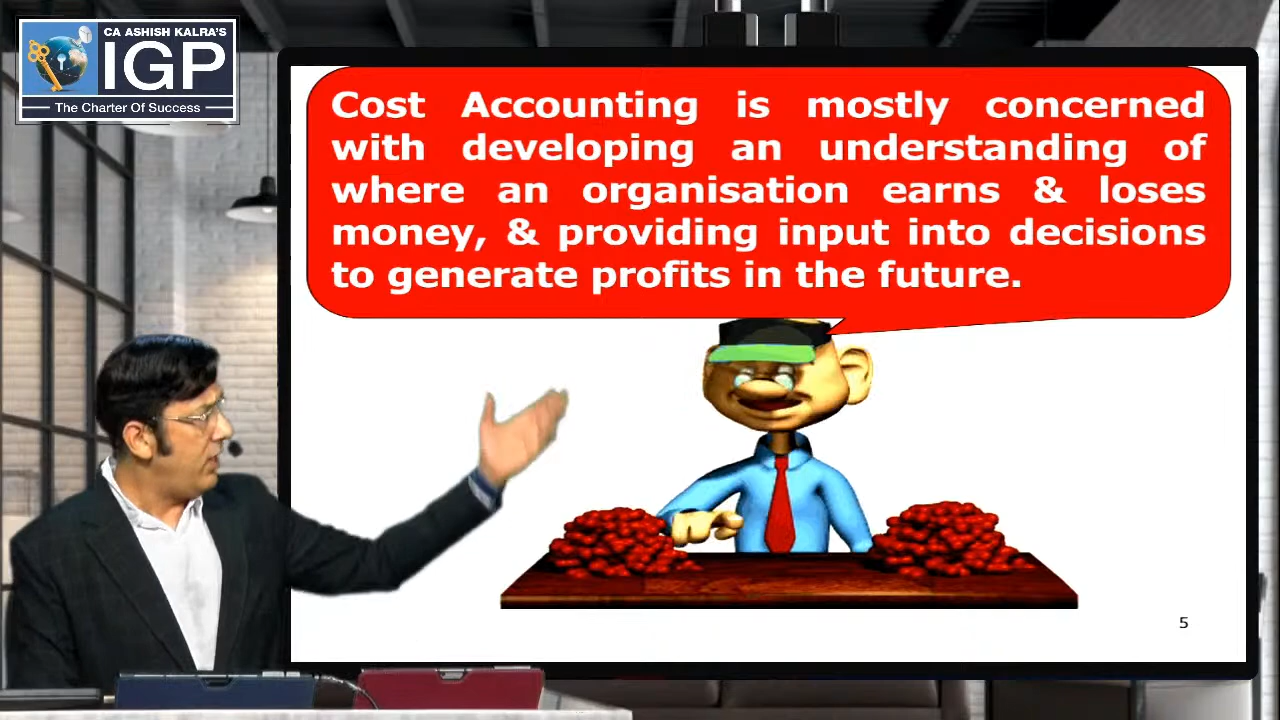 CA ASHISH KALRA'S
IGP
The Charter Of Success
Cost Accounting is mostly concerned
with developing an understanding of
where an organisation earns & loses
money, & providing input into decisions
to generate profits in the future.
5